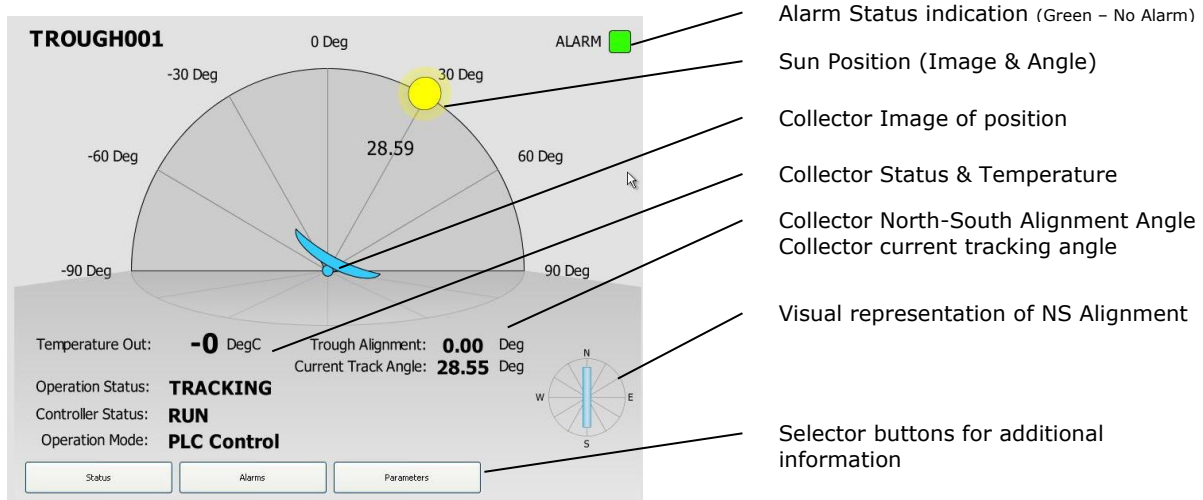 Alarm Status indication (Green – No Alarm)
TROUGH001
0 Deg
ALARM
Sun Position (Image & Angle)
-30 Deg
30 Deg
Collector Image of position
28.59
-60 Deg
60 Deg
Collector Status & Temperature
Collector North-South Alignment Angle
Collector current tracking angle
-90 Deg
90 Deg
Visual representation of NS Alignment
Temperature Out: -0 DegC
Trough Alignment: 0.00 Deg
Current Track Angle: 28.55 Deg
N
W
E
S
Operation Status: TRACKING
Controller Status: RUN
Operation Mode: PLC Control
Selector buttons for additional
information
Status
Alarms
Parameters